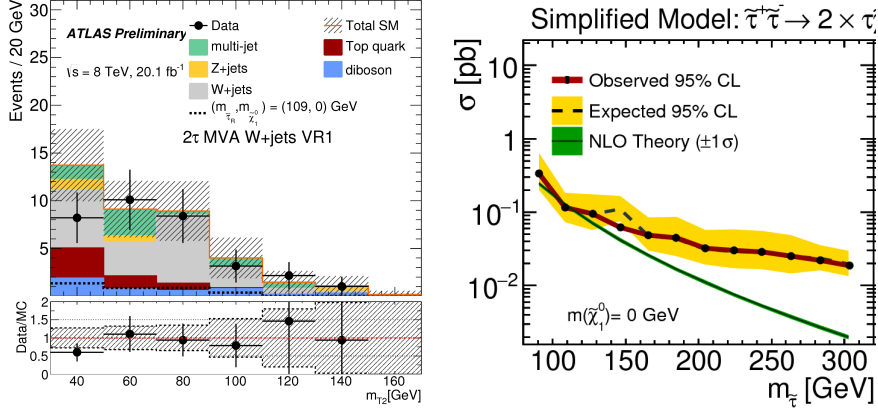 ATLAS Preliminary
√s = 8 TeV, 20.1 fb⁻¹
Data
multi-jet
Z+jets
W+jets
(m_τ̃R, m_χ̃⁰₁) = (109, 0) GeV
Total SM
Top quark
diboson
2τ MVA W+jets VR1
Events / 20 GeV
30
25
20
15
10
5
Data/MC
2
1.5
1
0.5
0
40 60 80 100 120 140 160
m_T2 [GeV]
Simplified Model: τ̃⁺τ̃⁻ → 2 × τχ̃
σ [pb]
Observed 95% CL
Expected 95% CL
NLO Theory (±1σ)
10
1
10⁻¹
10⁻²
m(χ̃⁰₁) = 0 GeV
100 150 200 250 300
m_τ̃ [GeV]